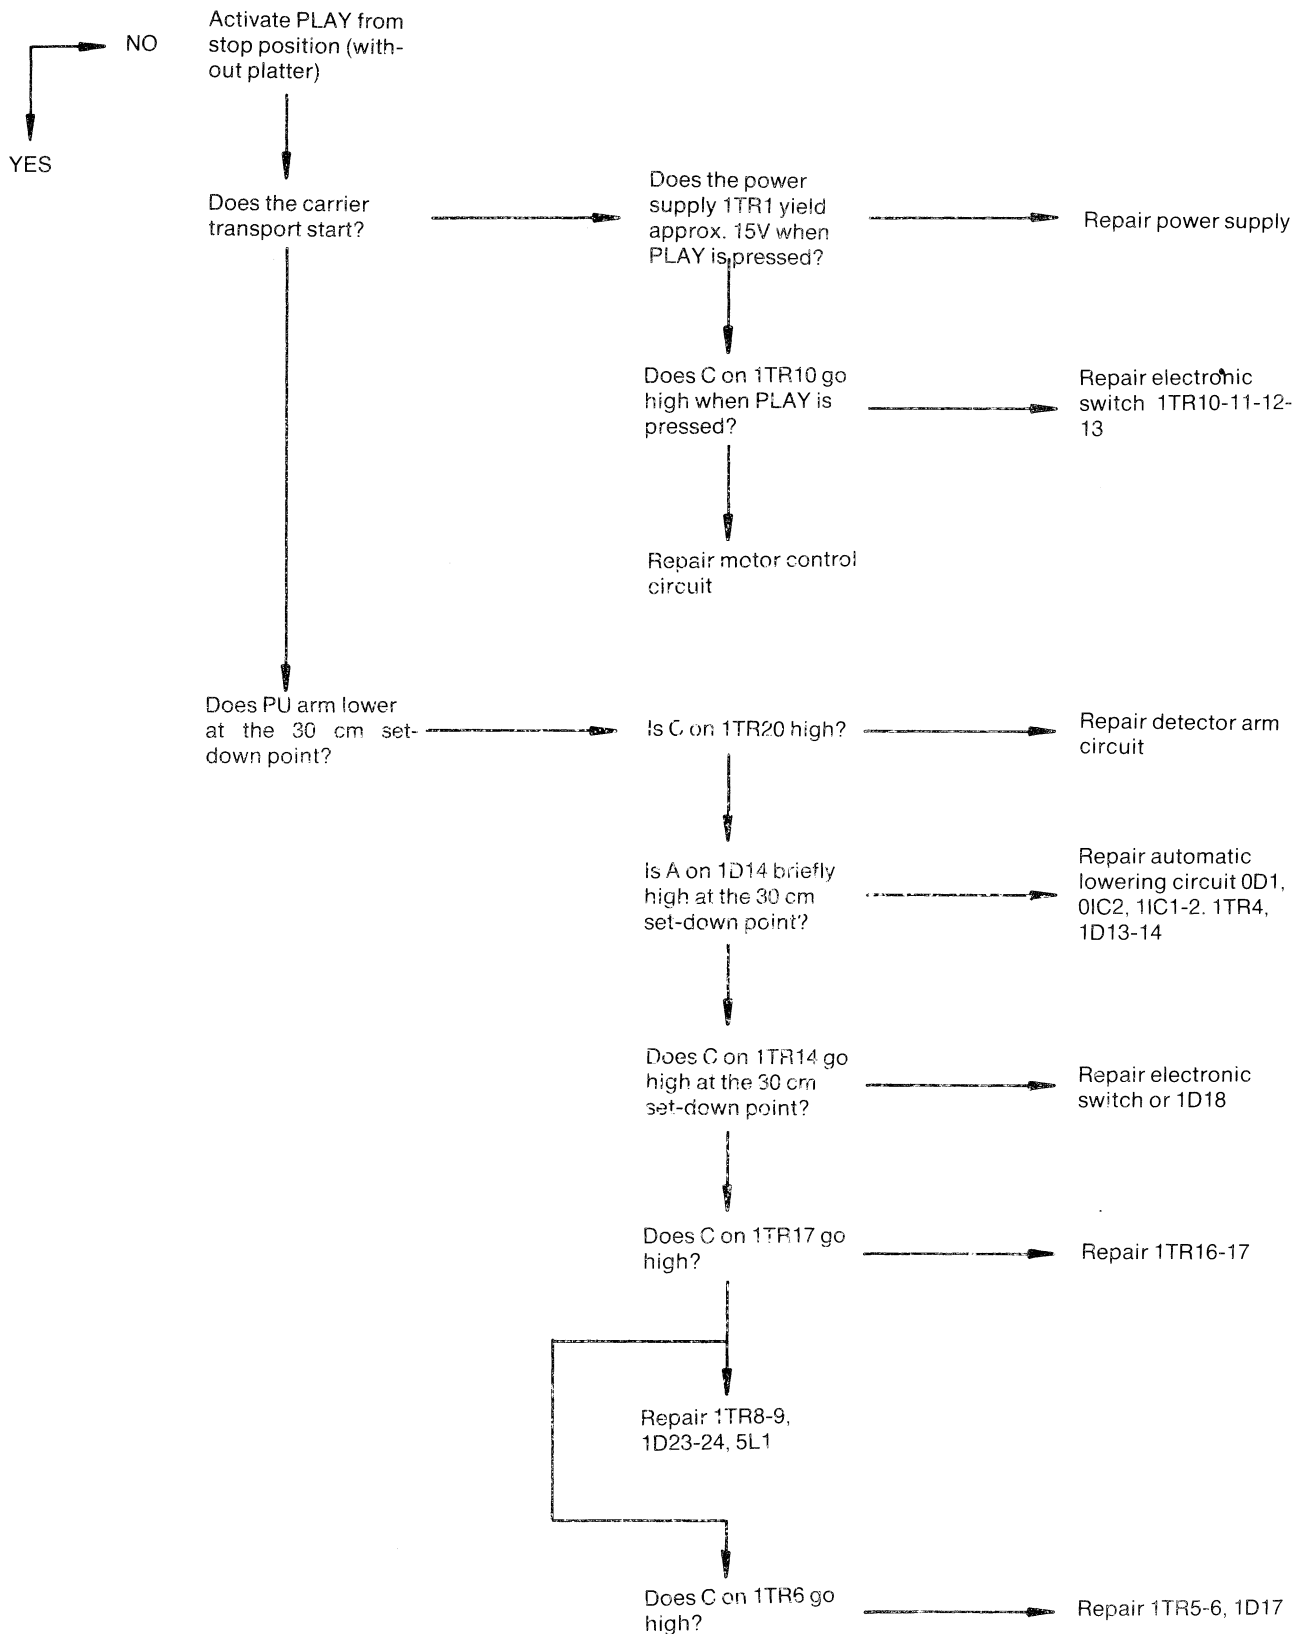 NO
YES
Activate PLAY from
stop position (with-
out platter)
Does the carrier
transport start?
Does the power
supply 1TR1 yield
approx. 15V when
PLAY is pressed?
Repair power supply
Does C on 1TR10 go
high when PLAY is
pressed?
Repair electronic
switch 1TR10-11-12-
13
Repair motor control
circuit
Does PU arm lower
at the 30 cm set-
down point?
Is C on 1TR20 high?
Repair detector arm
circuit
Is A on 1D14 briefly
high at the 30 cm
set-down point?
Repair automatic
lowering circuit 0D1,
0IC2, 1IC1-2. 1TR4,
1D13-14
Does C on 1TR14 go
high at the 30 cm
set-down point?
Repair electronic
switch or 1D18
Does C on 1TR17 go
high?
Repair 1TR16-17
Repair 1TR8-9,
1D23-24, 5L1
Does C on 1TR6 go
high?
Repair 1TR5-6, 1D17